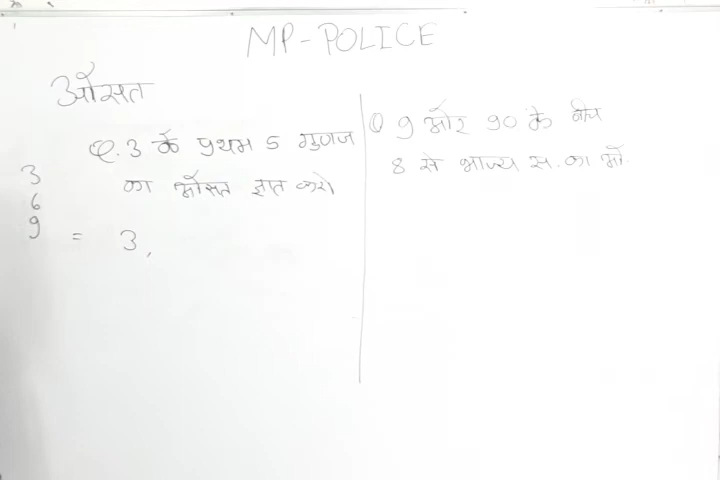 MP-POLICE
औसत
Q. 3 के प्रथम 5 गुणज
का औसत ज्ञात करो
3
6
9
= 3,
Q 9 और 90 के बीच
8 से भाज्य स. का औ.